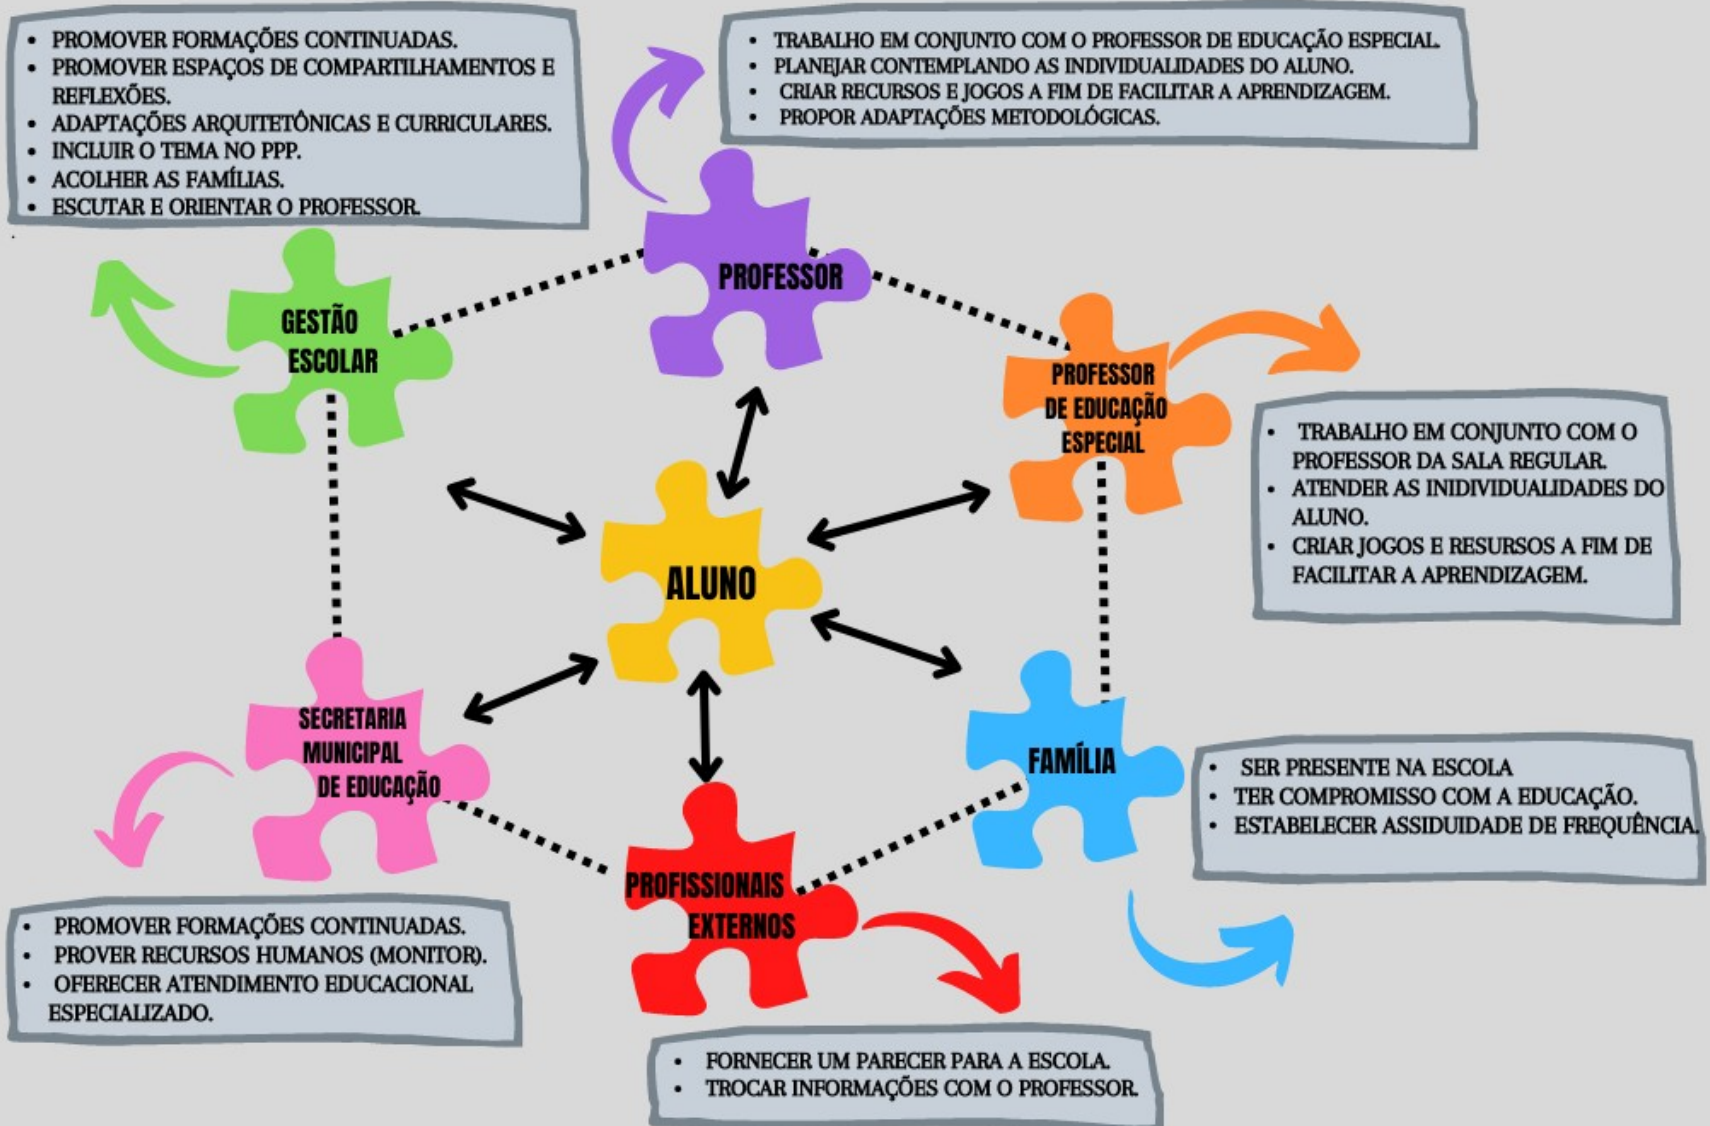 • PROMOVER FORMAÇÕES CONTINUADAS.
• PROMOVER ESPAÇOS DE COMPARTILHAMENTOS E
REFLEXÕES.
• ADAPTAÇÕES ARQUITETÔNICAS E CURRICULARES.
• INCLUIR O TEMA NO PPP.
• ACOLHER AS FAMÍLIAS.
• ESCUTAR E ORIENTAR O PROFESSOR.
• TRABALHO EM CONJUNTO COM O PROFESSOR DE EDUCAÇÃO ESPECIAL.
• PLANEJAR CONTEMPLANDO AS INDIVIDUALIDADES DO ALUNO.
• CRIAR RECURSOS E JOGOS A FIM DE FACILITAR A APRENDIZAGEM.
• PROPOR ADAPTAÇÕES METODOLÓGICAS.
GESTÃO
ESCOLAR
PROFESSOR
PROFESSOR
DE EDUCAÇÃO
ESPECIAL
• TRABALHO EM CONJUNTO COM O
PROFESSOR DA SALA REGULAR.
• ATENDER AS INIDIVIDUALIDADES DO
ALUNO.
• CRIAR JOGOS E RESURSOS A FIM DE
FACILITAR A APRENDIZAGEM.
ALUNO
SECRETARIA
MUNICIPAL
DE EDUCAÇÃO
FAMÍLIA
• SER PRESENTE NA ESCOLA
• TER COMPROMISSO COM A EDUCAÇÃO.
• ESTABELECER ASSIDUIDADE DE FREQUÊNCIA.
PROFISSIONAIS
EXTERNOS
• PROMOVER FORMAÇÕES CONTINUADAS.
• PROVER RECURSOS HUMANOS (MONITOR).
• OFERECER ATENDIMENTO EDUCACIONAL
ESPECIALIZADO.
• FORNECER UM PARECER PARA A ESCOLA.
• TROCAR INFORMAÇÕES COM O PROFESSOR.